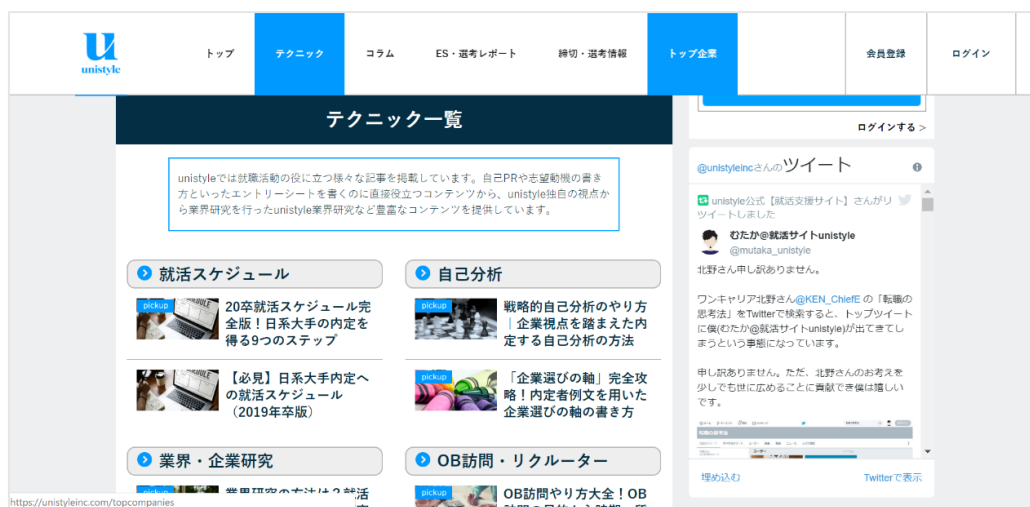 unistyle
トップ
テクニック
コラム
ES・選考レポート
締切・選考情報
トップ企業
会員登録
ログイン
テクニック一覧
unistyleでは就職活動の役に立つ様々な記事を掲載しています。自己PRや志望動機の書き
方といったエントリーシートを書くのに直接役立つコンテンツから、unistyle独自の視点か
ら業界研究を行ったunistyle業界研究など豊富なコンテンツを提供しています。
就活スケジュール
pickup
20卒就活スケジュール完
全版！日系大手の内定を
得る9つのステップ
pickup
【必見】日系大手内定へ
の就活スケジュール
（2019年卒版）
自己分析
pickup
戦略的自己分析のやり方
｜企業視点を踏まえた内
定する自己分析の方法
pickup
「企業選びの軸」完全攻
略！内定者例文を用いた
企業選びの軸の書き方
業界・企業研究
pickup
業界研究の方法は？就活
OB訪問・リクルーター
pickup
OB訪問やり方大全！OB
https://unistyleinc.com/topcompanies
ログインする >
@unistyleincさんのツイート
unistyle公式【就活支援サイト】さんがリ
ツイートしました
むたか@就活サイトunistyle
@mutaka_unistyle
北野さん申し訳ありません。
ワンキャリア北野さん@KEN_ChiefE の「転職の
思考法」をTwitterで検索すると、トップツイート
に僕(むたか@就活サイトunistyle)が出てきてし
まうという事態になっています。
申し訳ありません。ただ、北野さんのお考えを
少しでも世に広めることに貢献でき僕は嬉しい
です。
転職の思考法
埋め込む
Twitterで表示